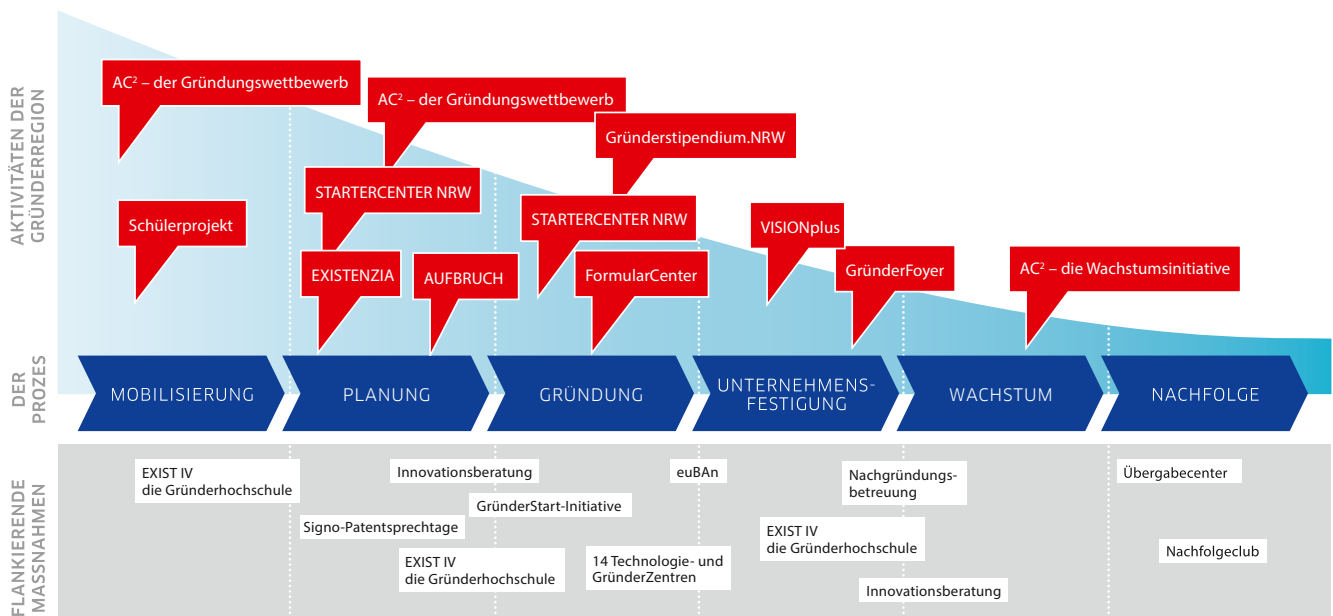 AKTIVITÄTEN DER
GRÜNDERREGION
AC² – der Gründungswettbewerb
AC² – der Gründungswettbewerb
Gründerstipendium.NRW
STARTERCENTER NRW
Schülerprojekt
STARTERCENTER NRW
VISIONplus
EXISTENZIA
AUFBRUCH
FormularCenter
GründerFoyer
AC² – die Wachstumsinitiative
DER
PROZES
MOBILISIERUNG
PLANUNG
GRÜNDUNG
UNTERNEHMENS-
FESTIGUNG
WACHSTUM
NACHFOLGE
FLANKIERENDE
MASSNAHMEN
EXIST IV
die Gründerhochschule
Innovationsberatung
euBAn
Nachgründungs-
betreuung
Übergabecenter
GründerStart-Initiative
Signo-Patentsprechtage
EXIST IV
die Gründerhochschule
Nachfolgeclub
EXIST IV
die Gründerhochschule
14 Technologie- und
GründerZentren
Innovationsberatung